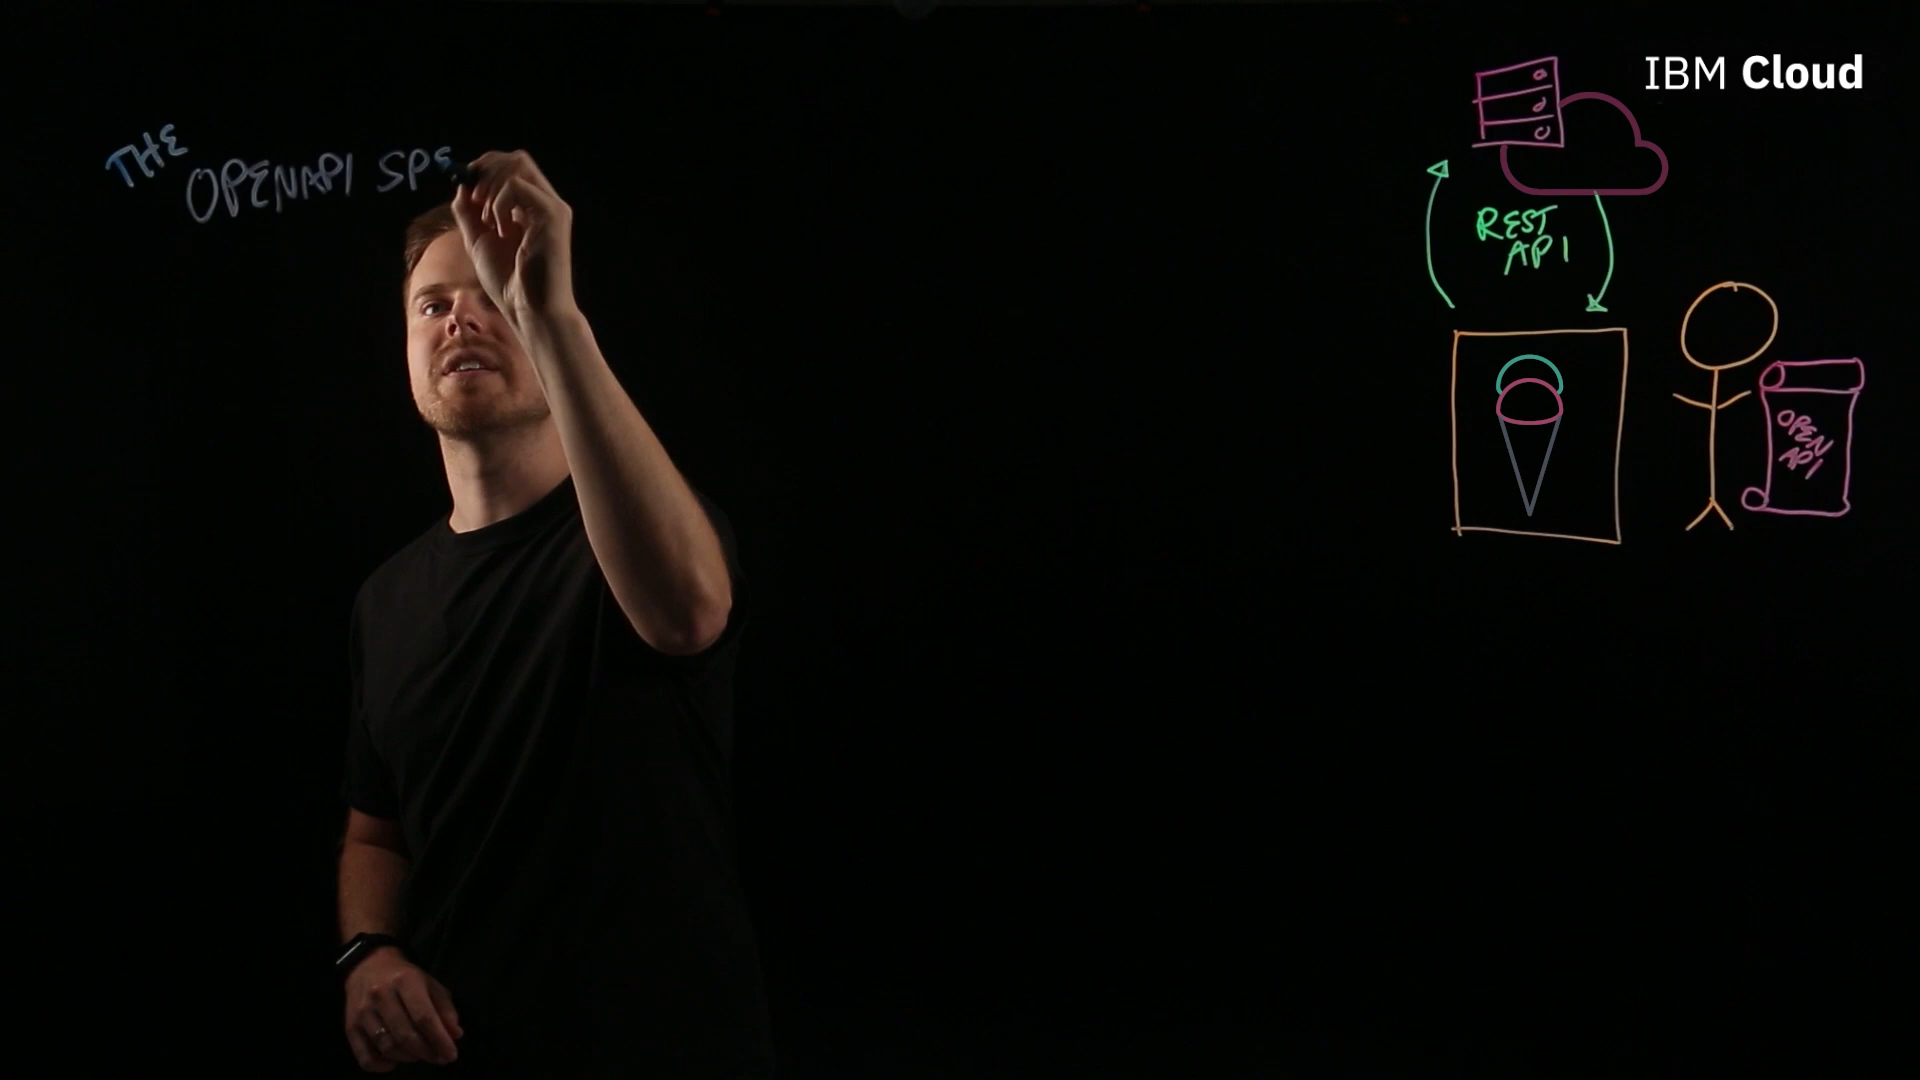 IBM Cloud
THE
OPENAPI SPE
REST
API
OPEN
API